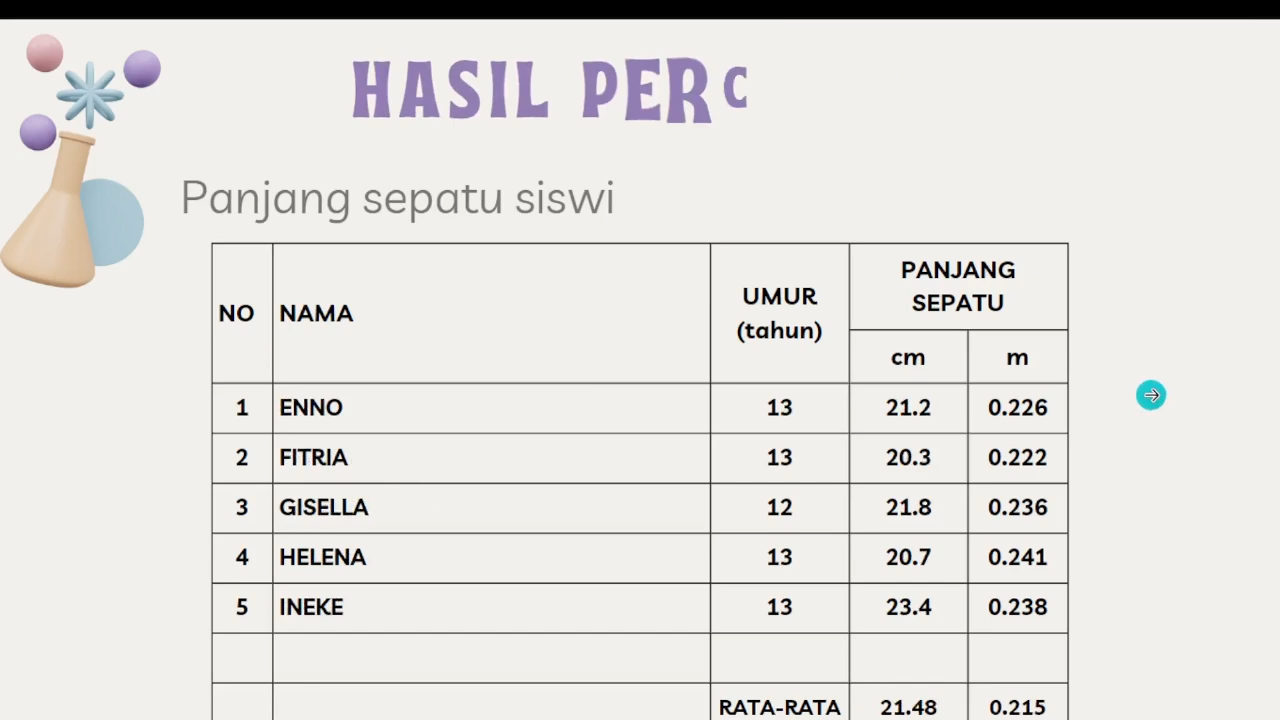 HASIL PERC
Panjang sepatu siswi
NO NAMA UMUR (tahun) PANJANG SEPATU
cm m
1 ENNO 13 21.2 0.226
2 FITRIA 13 20.3 0.222
3 GISELLA 12 21.8 0.236
4 HELENA 13 20.7 0.241
5 INEKE 13 23.4 0.238
RATA-RATA 21.48 0.215